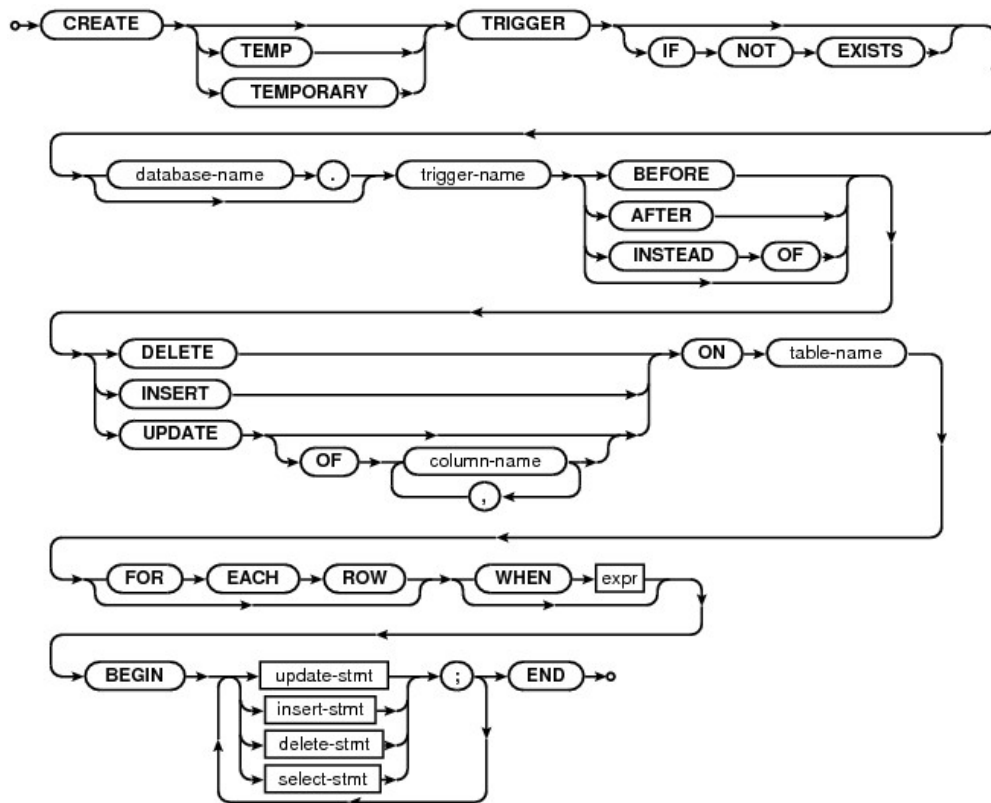 CREATE TRIGGER
TEMP IF NOT EXISTS
TEMPORARY
database-name . trigger-name BEFORE
AFTER
INSTEAD OF
DELETE ON table-name
INSERT
UPDATE
OF column-name
,
FOR EACH ROW WHEN expr
BEGIN update-stmt ; END
insert-stmt
delete-stmt
select-stmt